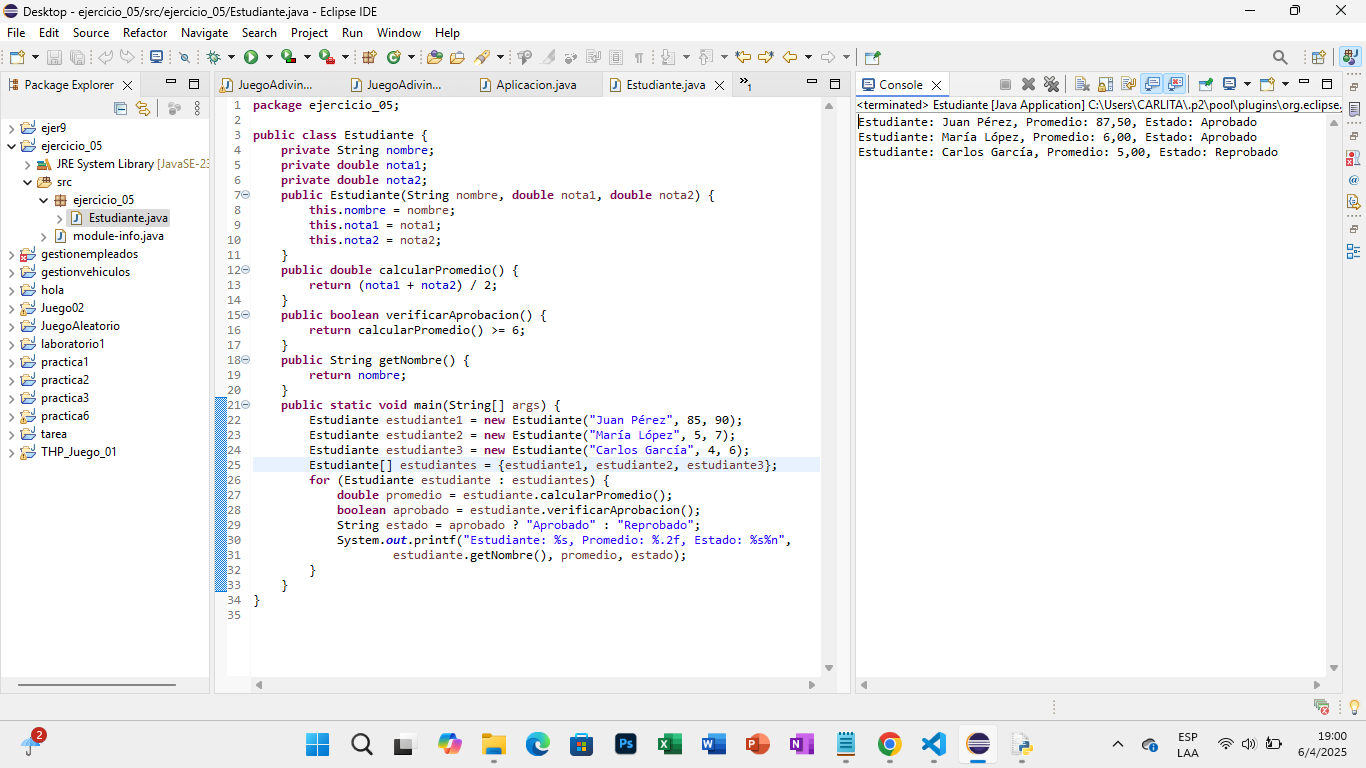 Desktop - ejercicio_05/src/ejercicio_05/Estudiante.java - Eclipse IDE
File Edit Source Refactor Navigate Search Project Run Window Help
Package Explorer
ejer9
ejercicio_05
JRE System Library [JavaSE-23
src
ejercicio_05
Estudiante.java
module-info.java
gestionempleados
gestionvehiculos
hola
Juego02
JuegoAleatorio
laboratorio1
practica1
practica2
practica3
practica6
tarea
THP_Juego_01
JuegoAdivin... JuegoAdivin... Aplicacion.java Estudiante.java »1
1 package ejercicio_05;
2
3 public class Estudiante {
4     private String nombre;
5     private double nota1;
6     private double nota2;
7     public Estudiante(String nombre, double nota1, double nota2) {
8         this.nombre = nombre;
9         this.nota1 = nota1;
10         this.nota2 = nota2;
11     }
12     public double calcularPromedio() {
13         return (nota1 + nota2) / 2;
14     }
15     public boolean verificarAprobacion() {
16         return calcularPromedio() >= 6;
17     }
18     public String getNombre() {
19         return nombre;
20     }
21     public static void main(String[] args) {
22         Estudiante estudiante1 = new Estudiante("Juan Pérez", 85, 90);
23         Estudiante estudiante2 = new Estudiante("María López", 5, 7);
24         Estudiante estudiante3 = new Estudiante("Carlos García", 4, 6);
25         Estudiante[] estudiantes = {estudiante1, estudiante2, estudiante3};
26         for (Estudiante estudiante : estudiantes) {
27             double promedio = estudiante.calcularPromedio();
28             boolean aprobado = estudiante.verificarAprobacion();
29             String estado = aprobado ? "Aprobado" : "Reprobado";
30             System.out.printf("Estudiante: %s, Promedio: %.2f, Estado: %s%n",
31                     estudiante.getNombre(), promedio, estado);
32         }
33     }
34 }
35
Console
<terminated> Estudiante [Java Application] C:\Users\CARLITA\.p2\pool\plugins\org.eclipse.
Estudiante: Juan Pérez, Promedio: 87,50, Estado: Aprobado
Estudiante: María López, Promedio: 6,00, Estado: Aprobado
Estudiante: Carlos García, Promedio: 5,00, Estado: Reprobado
2
ESP
LAA
19:00
6/4/2025